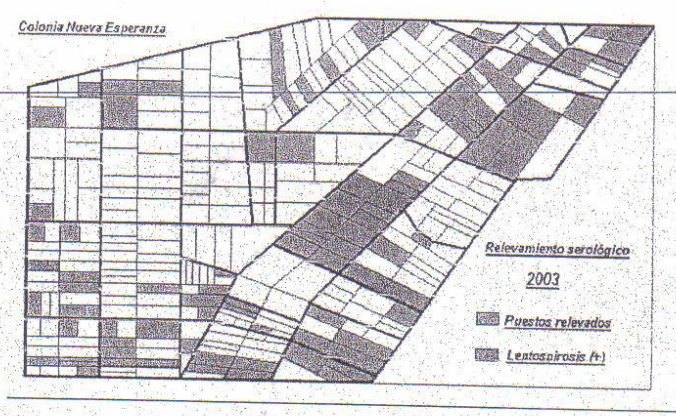 Colonia Nueva Esperanza
Relevamiento serológico
2003
Puestos relevados
Leptospirosis (+)